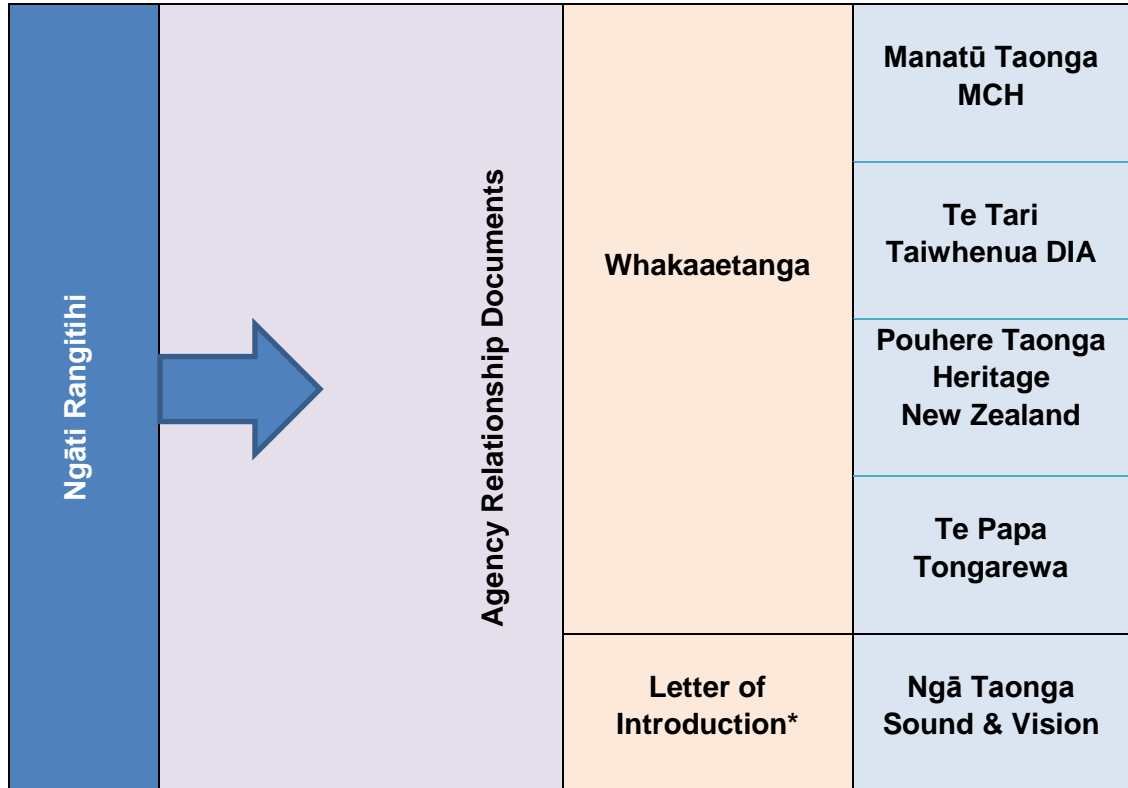 Ngāti Rangitihi
Agency Relationship Documents
Whakaaetanga
Manatū Taonga
MCH
Te Tari
Taiwhenua DIA
Pouhere Taonga
Heritage
New Zealand
Te Papa
Tongarewa
Letter of
Introduction*
Ngā Taonga
Sound & Vision